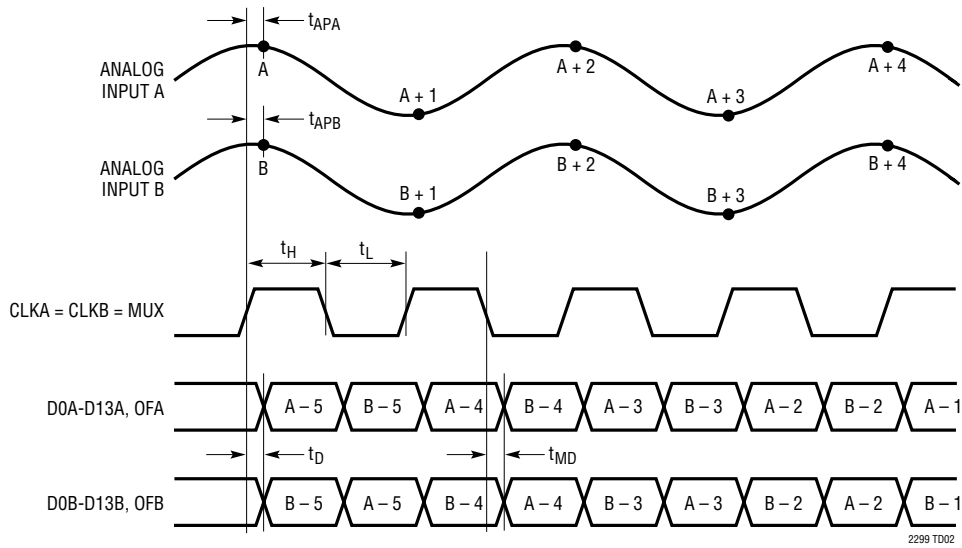 tAPA
ANALOG
INPUT A
A
A + 1
A + 2
A + 3
A + 4
tAPB
ANALOG
INPUT B
B
B + 1
B + 2
B + 3
B + 4
tH
tL
CLKA = CLKB = MUX
D0A-D13A, OFA
A – 5
B – 5
A – 4
B – 4
A – 3
B – 3
A – 2
B – 2
A – 1
tD
tMD
D0B-D13B, OFB
B – 5
A – 5
B – 4
A – 4
B – 3
A – 3
B – 2
A – 2
B – 1
2299 TD02